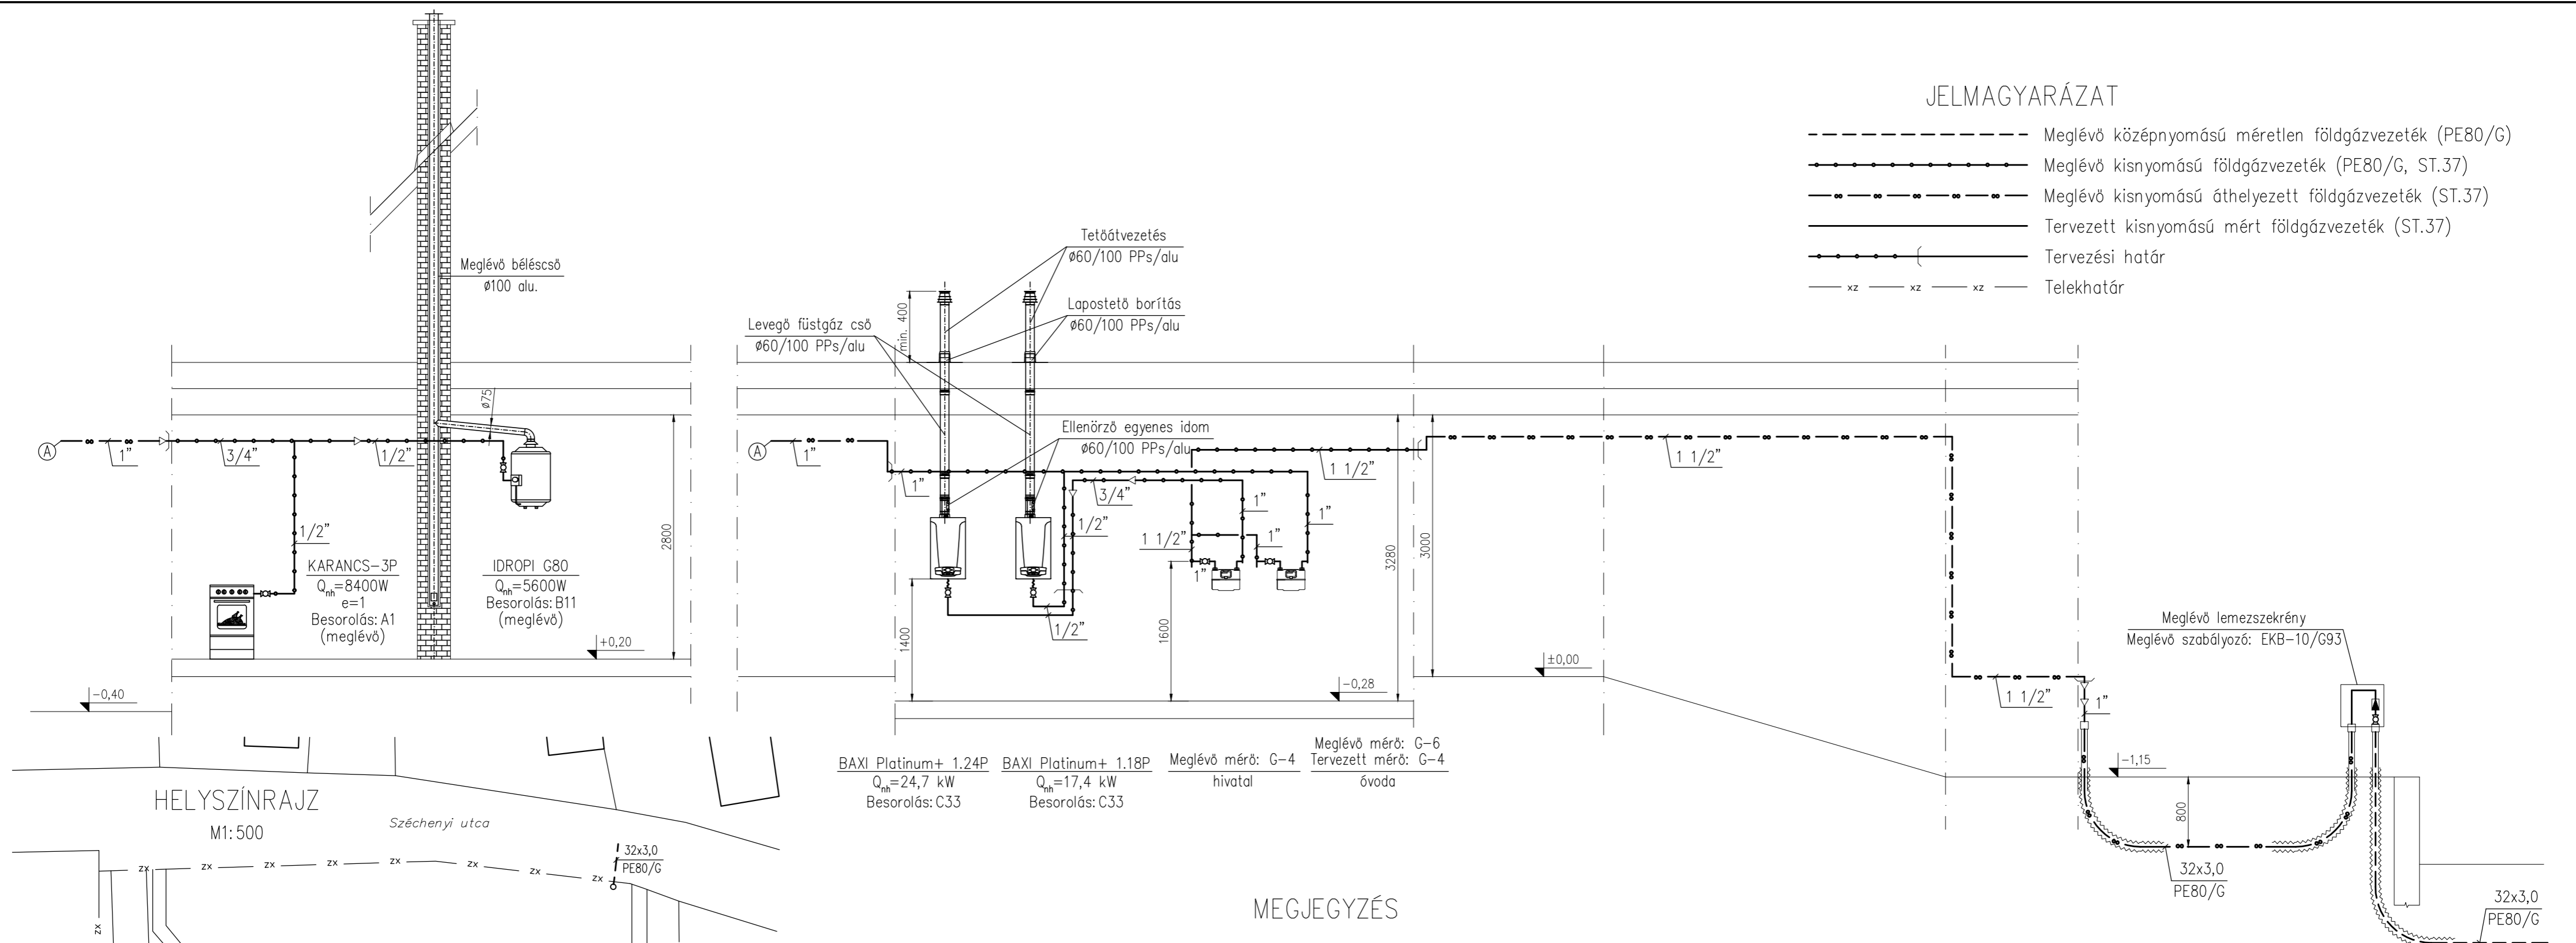 JELMAGYARÁZAT
Meglévő középnyomású méretlen földgázvezeték (PE80/G)
Meglévő kisnyomású földgázvezeték (PE80/G, ST.37)
Meglévő kisnyomású áthelyezett földgázvezeték (ST.37)
Tervezett kisnyomású mért földgázvezeték (ST.37)
Tervezési határ
xz xz xz
Telekhatár
Meglévő béléscső
ø100 alu.
ø75
A
1"
3/4"
1/2"
1/2"
KARANCS-3P
Qnh=8400W
e=1
Besorolás: A1
(meglévő)
IDROPI G80
Qnh=5600W
Besorolás: B11
(meglévő)
2800
+0,20
-0,40
Tetőátvezetés
ø60/100 PPs/alu
Lapostető borítás
ø60/100 PPs/alu
Levegő füstgáz cső
ø60/100 PPs/alu
min. 400
Ellenörző egyenes idom
ø60/100 PPs/alu
A
1"
1"
3/4"
1/2"
1/2"
1 1/2"
1"
1"
1"
1"
1 1/2"
1 1/2"
1400
1600
3280
3000
-0,28
±0,00
BAXI Platinum+ 1.24P
Qnh=24,7 kW
Besorolás: C33
BAXI Platinum+ 1.18P
Qnh=17,4 kW
Besorolás: C33
Meglévő mérő: G-4
hivatal
Meglévő mérő: G-6
Tervezett mérő: G-4
óvoda
Meglévő lemezszekrény
Meglévő szabályozó: EKB-10/G93
1 1/2"
1"
-1,15
800
32x3,0
PE80/G
32x3,0
PE80/G
HELYSZÍNRAJZ
M1:500
Széchenyi utca
32x3,0
PE80/G
zx zx zx zx zx zx zx
zx
MEGJEGYZÉS